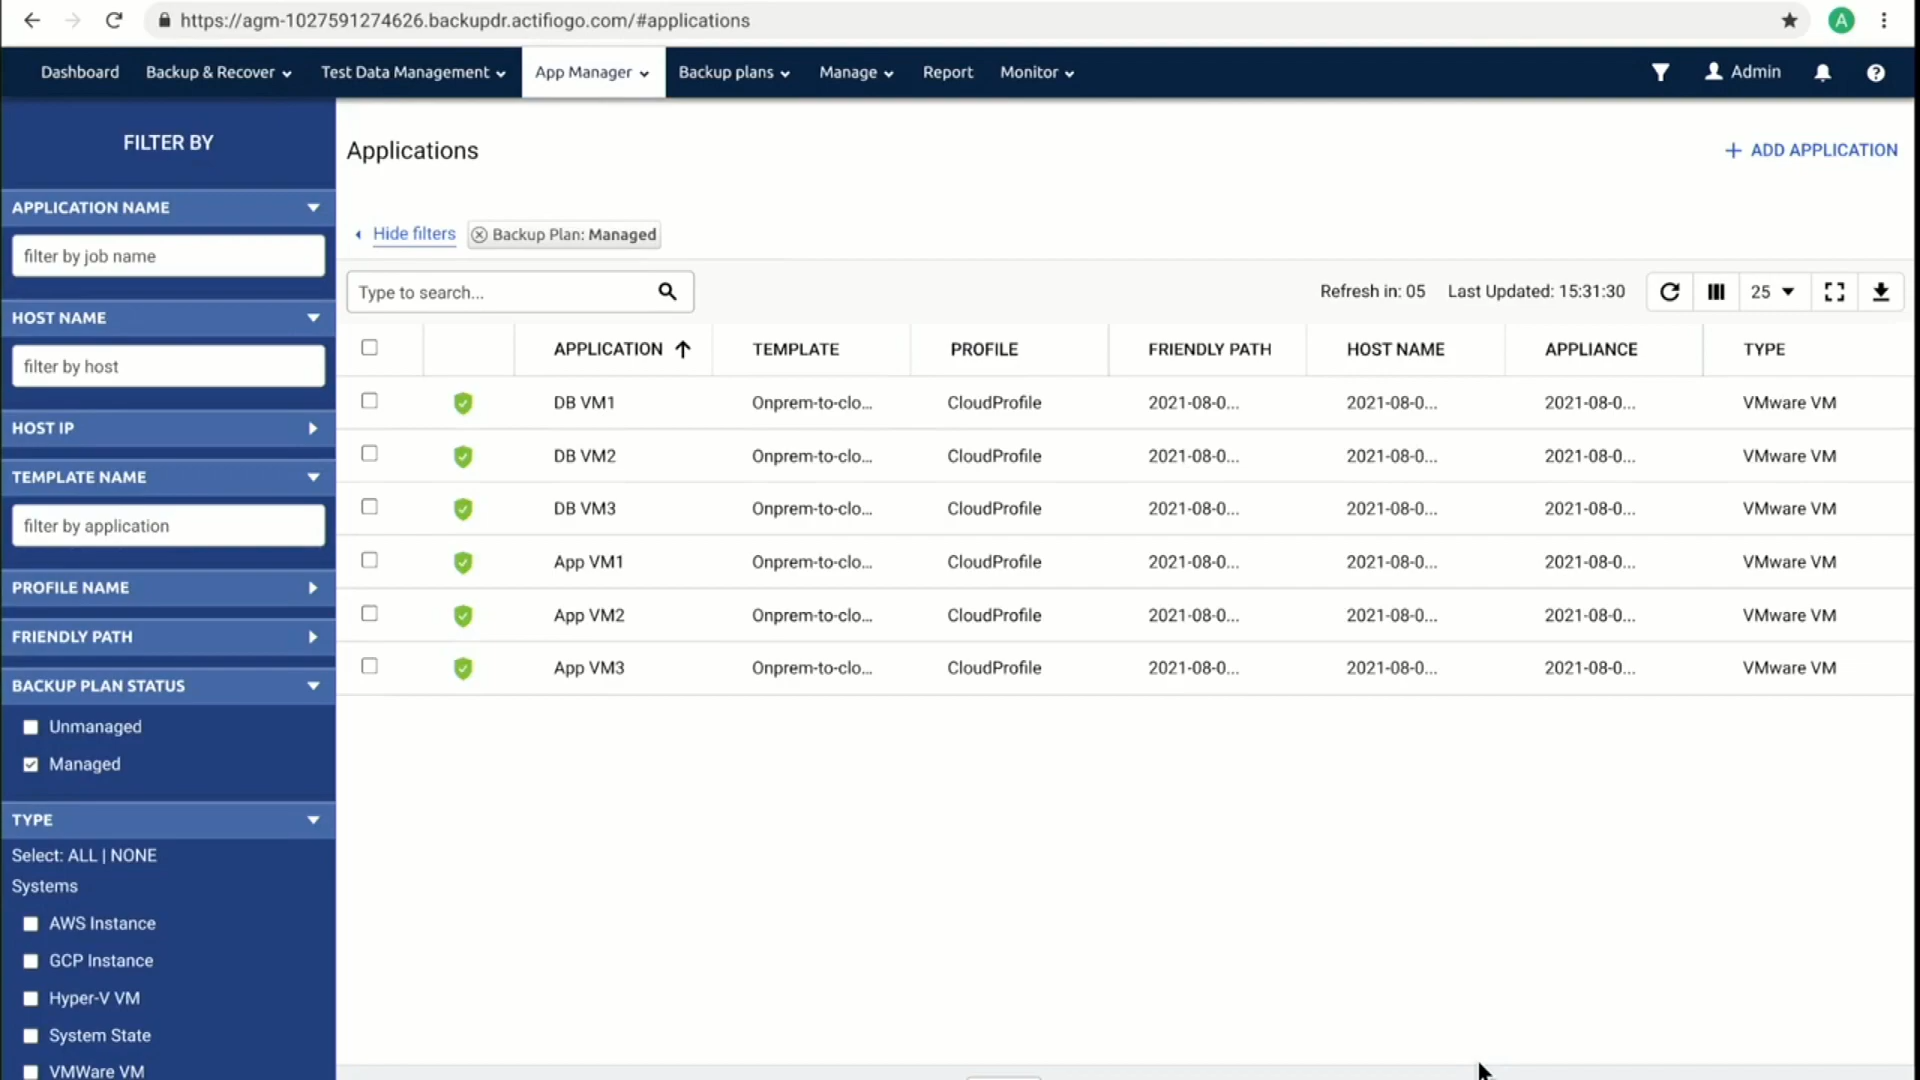 https://agm-1027591274626.backupdr.actifiogo.com/#applications
A
Dashboard Backup & Recover Test Data Management App Manager Backup plans Manage Report Monitor Admin
FILTER BY
APPLICATION NAME
filter by job name
HOST NAME
filter by host
HOST IP
TEMPLATE NAME
filter by application
PROFILE NAME
FRIENDLY PATH
BACKUP PLAN STATUS
Unmanaged
Managed
TYPE
Select: ALL | NONE
Systems
AWS Instance
GCP Instance
Hyper-V VM
System State
VMWare VM
Applications
+ ADD APPLICATION
Hide filters Backup Plan: Managed
Type to search... Refresh in: 05 Last Updated: 15:31:30 25
APPLICATION TEMPLATE PROFILE FRIENDLY PATH HOST NAME APPLIANCE TYPE
DB VM1 Onprem-to-clo... CloudProfile 2021-08-0... 2021-08-0... 2021-08-0... VMware VM
DB VM2 Onprem-to-clo... CloudProfile 2021-08-0... 2021-08-0... 2021-08-0... VMware VM
DB VM3 Onprem-to-clo... CloudProfile 2021-08-0... 2021-08-0... 2021-08-0... VMware VM
App VM1 Onprem-to-clo... CloudProfile 2021-08-0... 2021-08-0... 2021-08-0... VMware VM
App VM2 Onprem-to-clo... CloudProfile 2021-08-0... 2021-08-0... 2021-08-0... VMware VM
App VM3 Onprem-to-clo... CloudProfile 2021-08-0... 2021-08-0... 2021-08-0... VMware VM